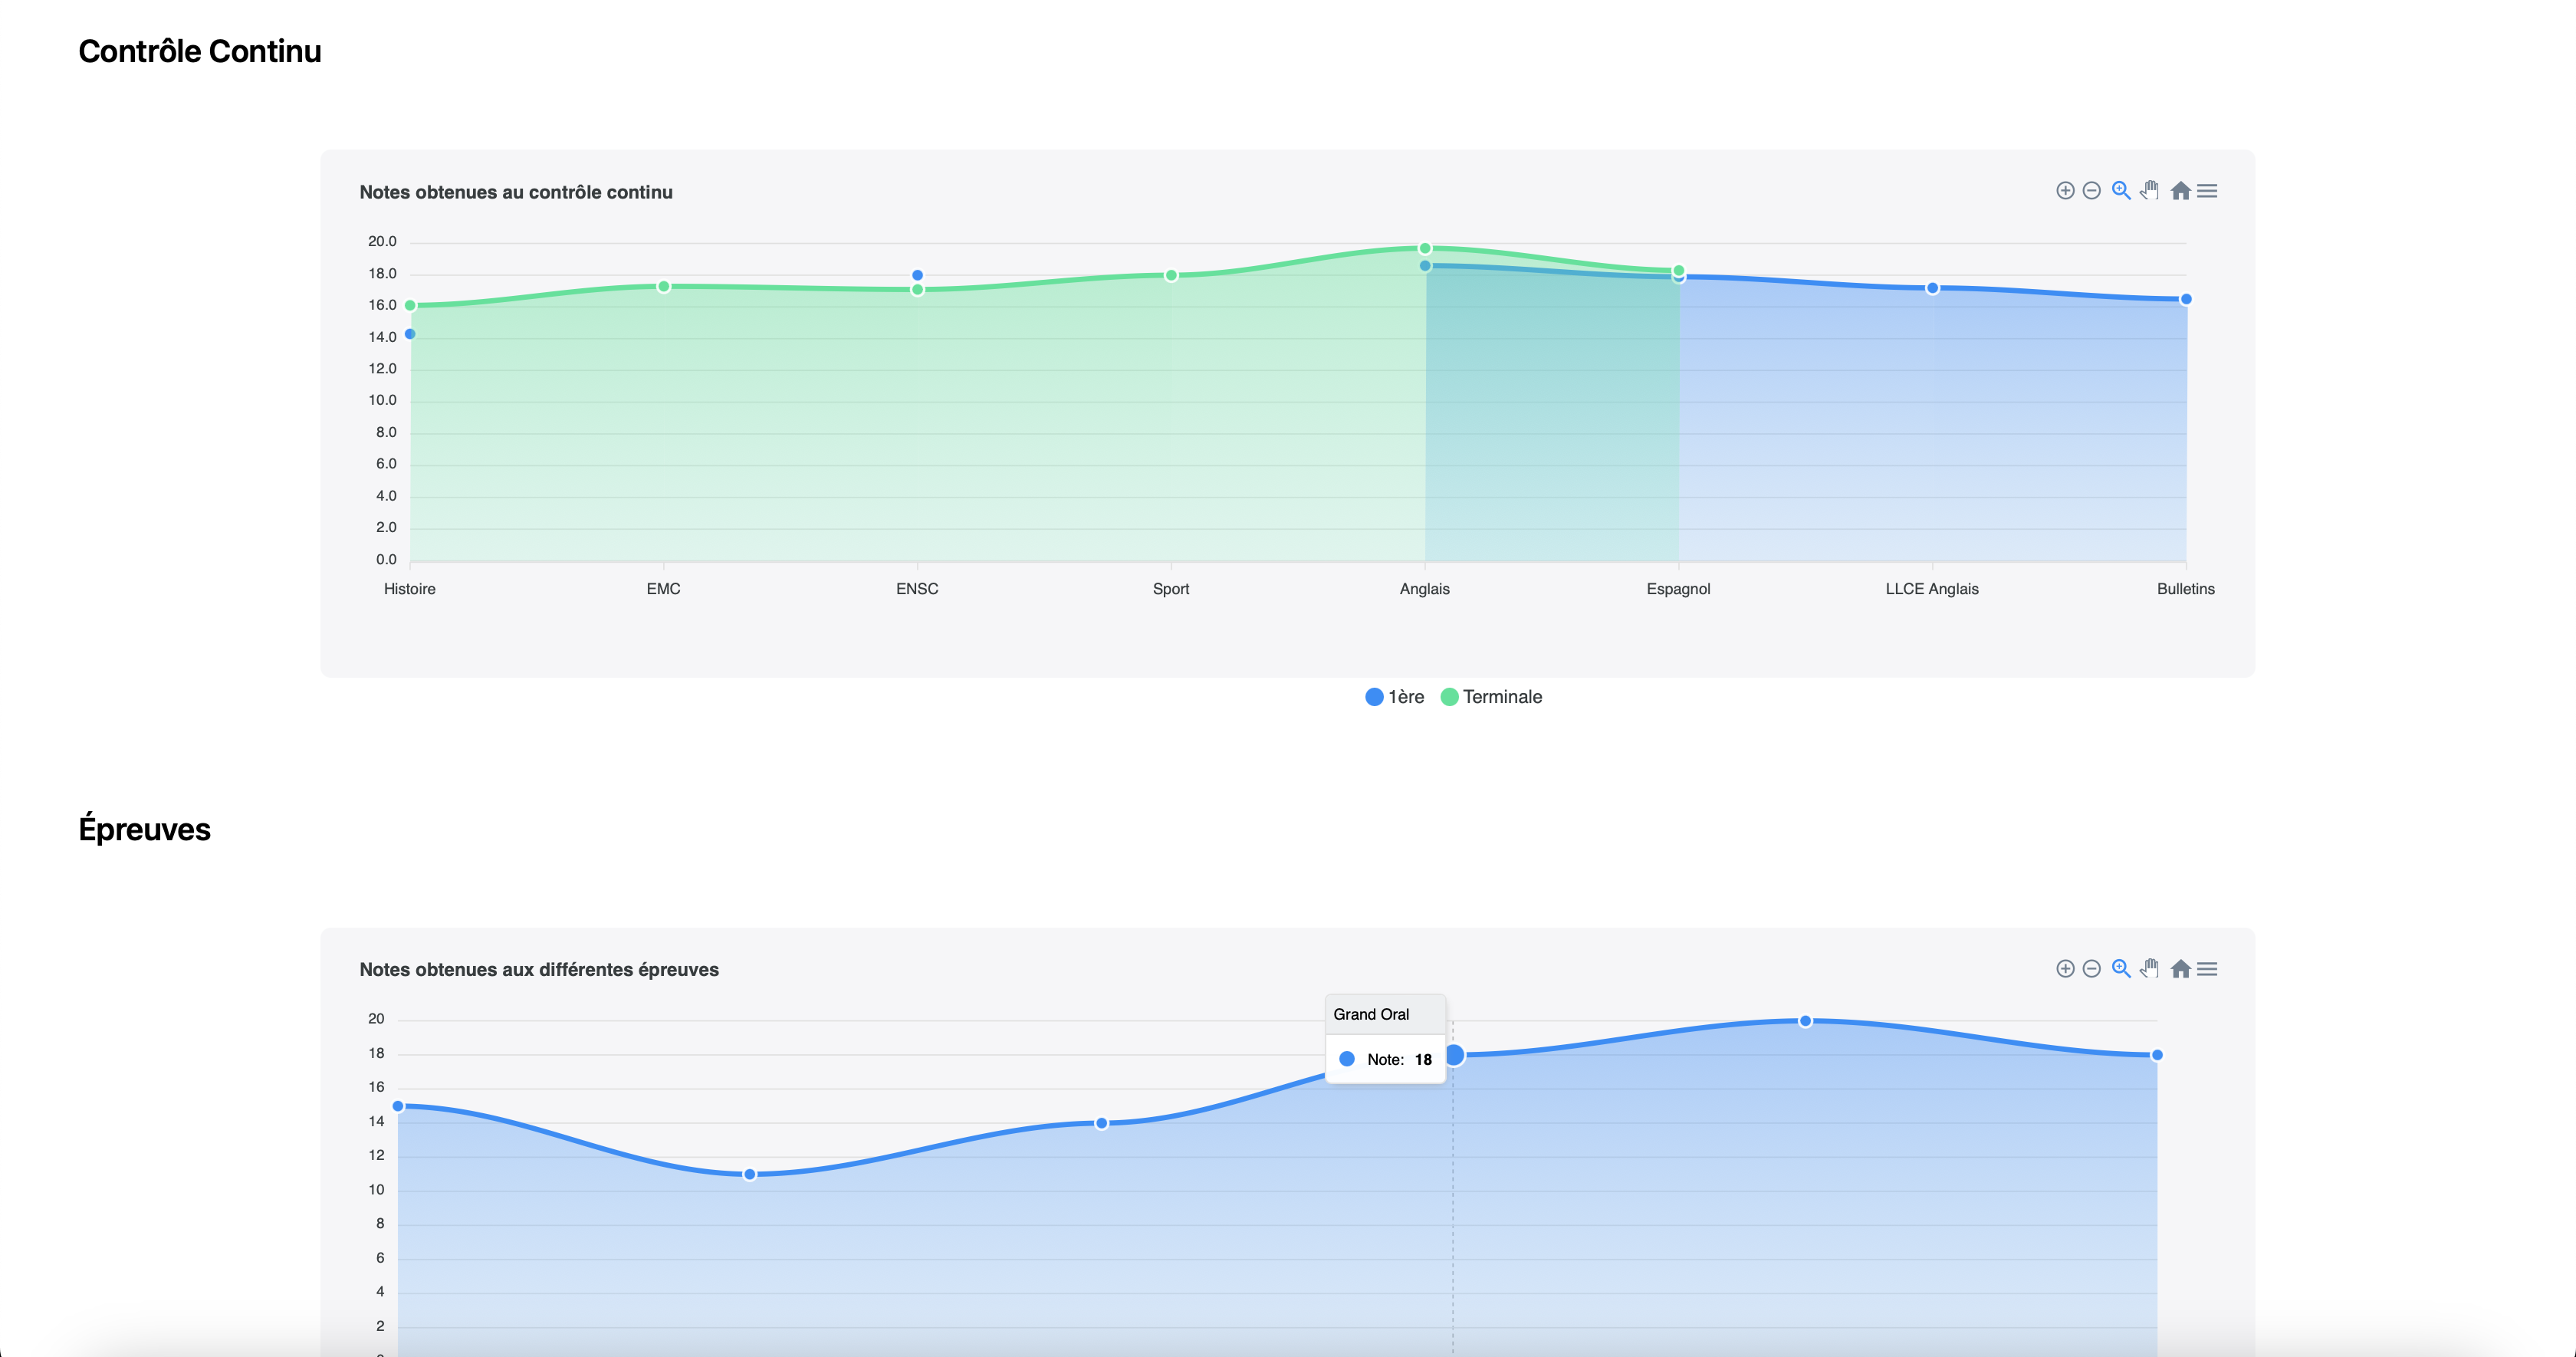 Contrôle Continu
Notes obtenues au contrôle continu
20.0
18.0
16.0
14.0
12.0
10.0
8.0
6.0
4.0
2.0
0.0
Histoire EMC ENSC Sport Anglais Espagnol LLCE Anglais Bulletins
1ère Terminale
Épreuves
Notes obtenues aux différentes épreuves
Grand Oral
Note: 18
20
18
16
14
12
10
8
6
4
2